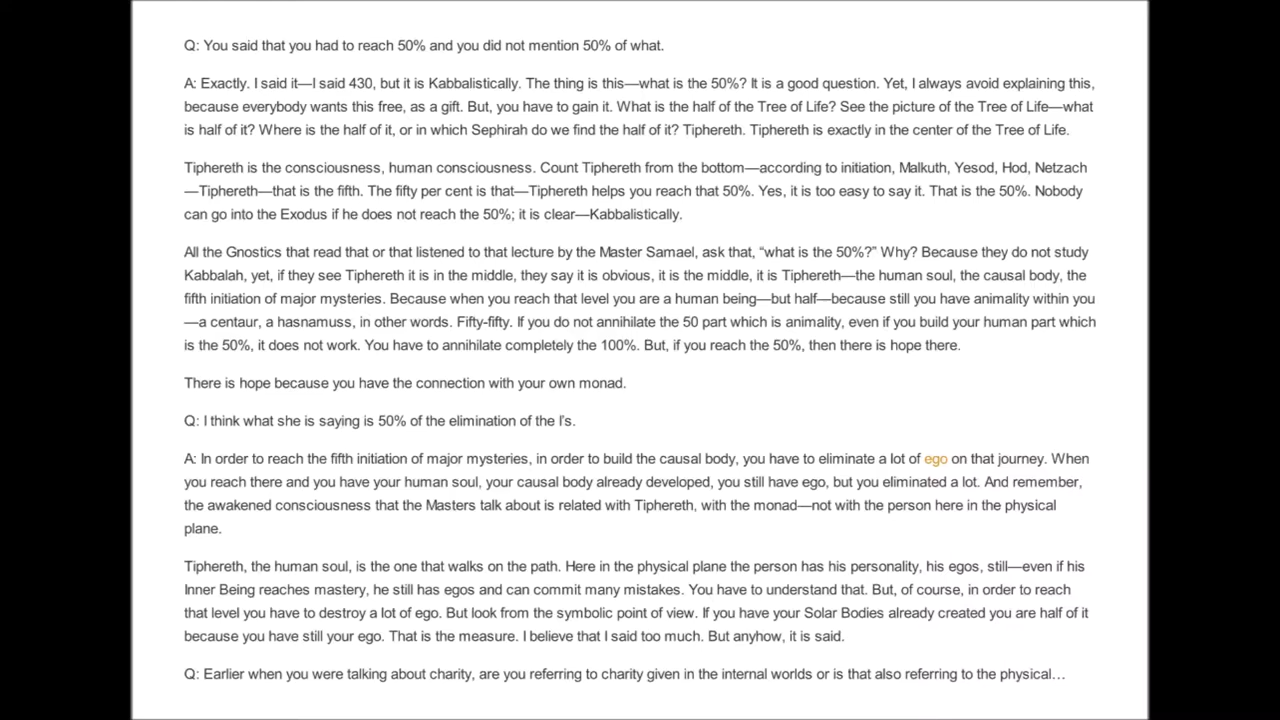 Q: You said that you had to reach 50% and you did not mention 50% of what.
A: Exactly. I said it—I said 430, but it is Kabbalistically. The thing is this—what is the 50%? It is a good question. Yet, I always avoid explaining this,
because everybody wants this free, as a gift. But, you have to gain it. What is the half of the Tree of Life? See the picture of the Tree of Life—what
is half of it? Where is the half of it, or in which Sephirah do we find the half of it? Tiphereth. Tiphereth is exactly in the center of the Tree of Life.
Tiphereth is the consciousness, human consciousness. Count Tiphereth from the bottom—according to initiation, Malkuth, Yesod, Hod, Netzach
—Tiphereth—that is the fifth. The fifty per cent is that—Tiphereth helps you reach that 50%. Yes, it is too easy to say it. That is the 50%. Nobody
can go into the Exodus if he does not reach the 50%; it is clear—Kabbalistically.
All the Gnostics that read that or that listened to that lecture by the Master Samael, ask that, “what is the 50%?” Why? Because they do not study
Kabbalah, yet, if they see Tiphereth it is in the middle, they say it is obvious, it is the middle, it is Tiphereth—the human soul, the causal body, the
fifth initiation of major mysteries. Because when you reach that level you are a human being—but half—because still you have animality within you
—a centaur, a hasnamuss, in other words. Fifty-fifty. If you do not annihilate the 50 part which is animality, even if you build your human part which
is the 50%, it does not work. You have to annihilate completely the 100%. But, if you reach the 50%, then there is hope there.
There is hope because you have the connection with your own monad.
Q: I think what she is saying is 50% of the elimination of the I's.
A: In order to reach the fifth initiation of major mysteries, in order to build the causal body, you have to eliminate a lot of ego on that journey. When
you reach there and you have your human soul, your causal body already developed, you still have ego, but you eliminated a lot. And remember,
the awakened consciousness that the Masters talk about is related with Tiphereth, with the monad—not with the person here in the physical
plane.
Tiphereth, the human soul, is the one that walks on the path. Here in the physical plane the person has his personality, his egos, still—even if his
Inner Being reaches mastery, he still has egos and can commit many mistakes. You have to understand that. But, of course, in order to reach
that level you have to destroy a lot of ego. But look from the symbolic point of view. If you have your Solar Bodies already created you are half of it
because you have still your ego. That is the measure. I believe that I said too much. But anyhow, it is said.
Q: Earlier when you were talking about charity, are you referring to charity given in the internal worlds or is that also referring to the physical…